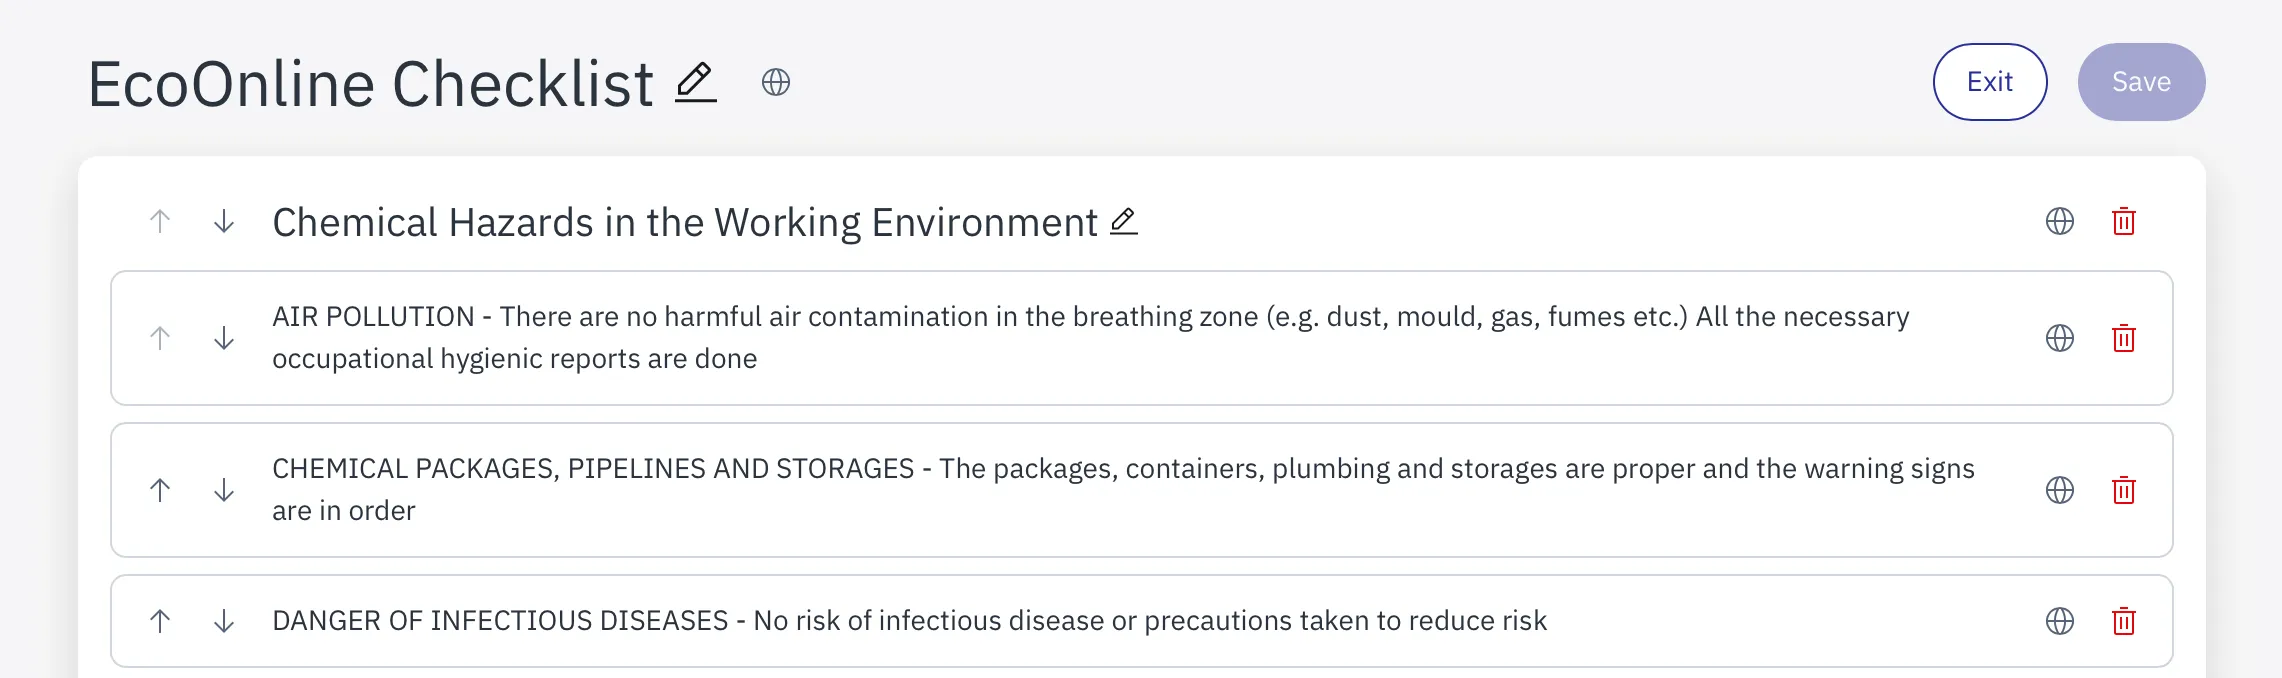 EcoOnline Checklist
Exit
Save
Chemical Hazards in the Working Environment
AIR POLLUTION - There are no harmful air contamination in the breathing zone (e.g. dust, mould, gas, fumes etc.) All the necessary
occupational hygienic reports are done
CHEMICAL PACKAGES, PIPELINES AND STORAGES - The packages, containers, plumbing and storages are proper and the warning signs
are in order
DANGER OF INFECTIOUS DISEASES - No risk of infectious disease or precautions taken to reduce risk